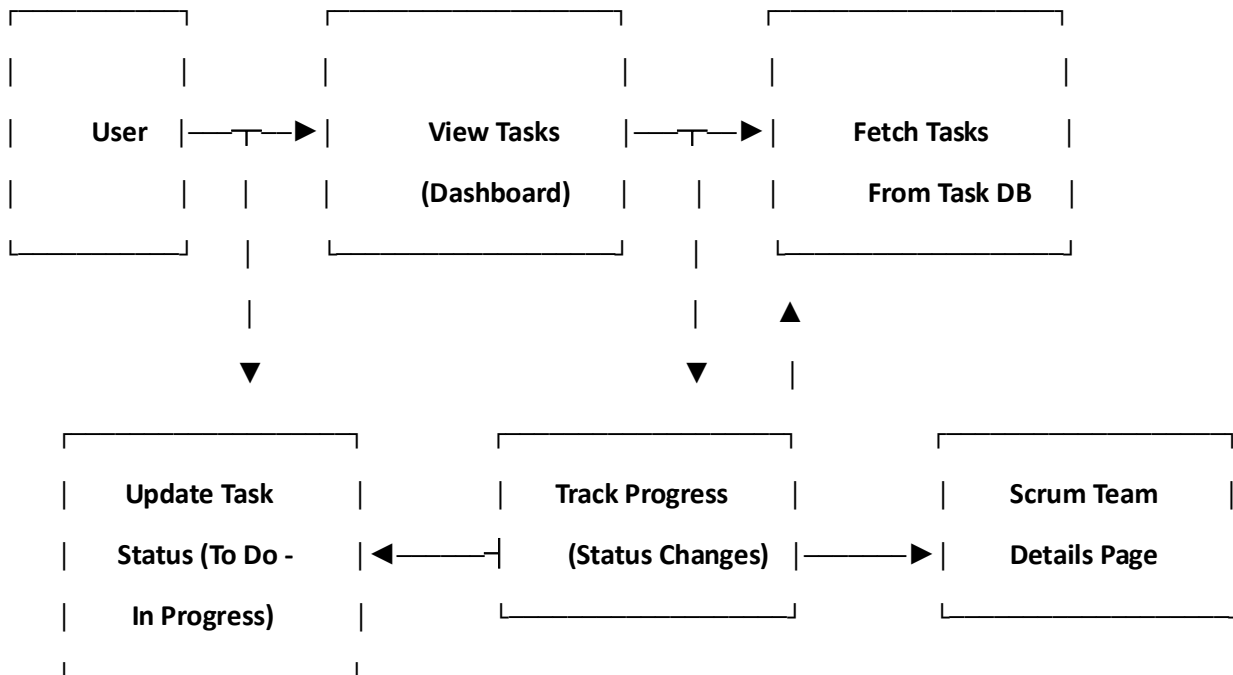 User
View Tasks
(Dashboard)
Fetch Tasks
From Task DB
Update Task
Status (To Do -
In Progress)
Track Progress
(Status Changes)
Scrum Team
Details Page